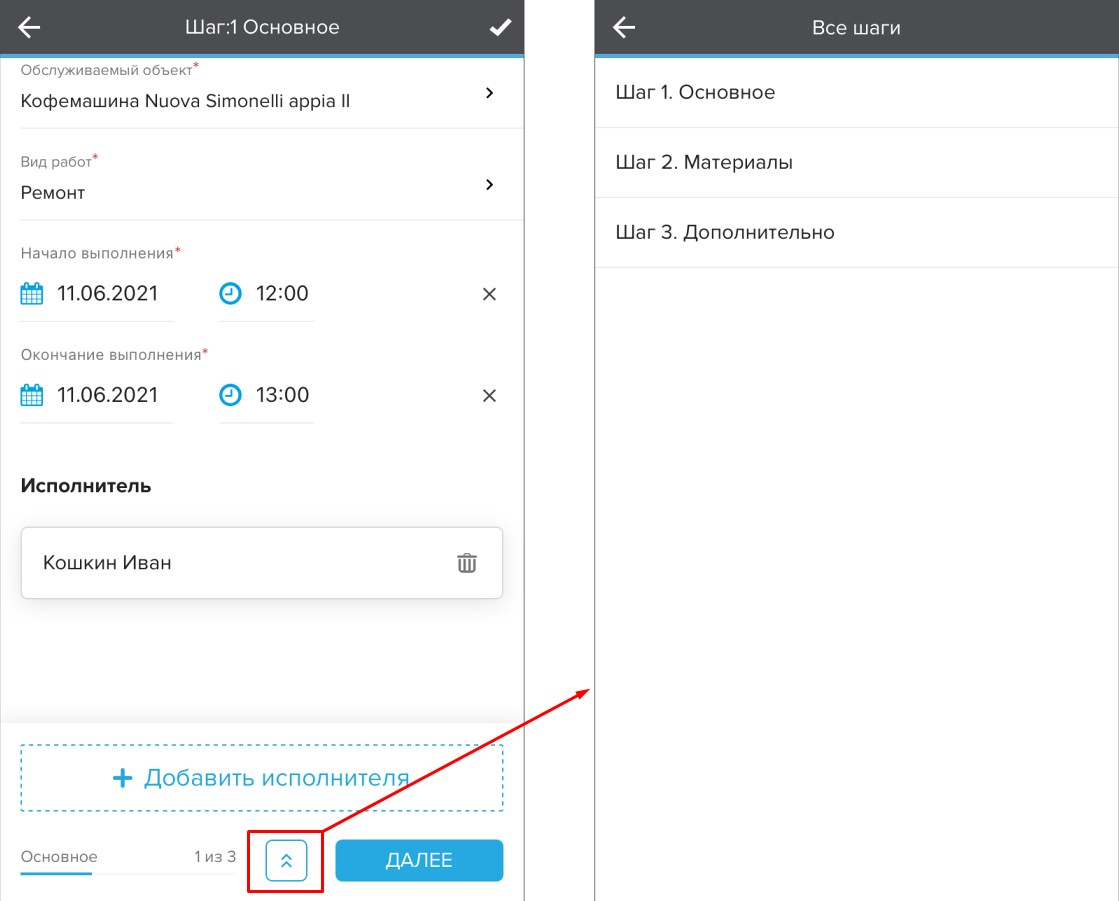 Шаг:1 Основное
Обслуживаемый объект*
Кофемашина Nuova Simonelli appia II
Вид работ*
Ремонт
Начало выполнения*
11.06.2021 12:00
Окончание выполнения*
11.06.2021 13:00
Исполнитель
Кошкин Иван
+ Добавить исполнителя
Основное 1 из 3 ДАЛЕЕ
Все шаги
Шаг 1. Основное
Шаг 2. Материалы
Шаг 3. Дополнительно